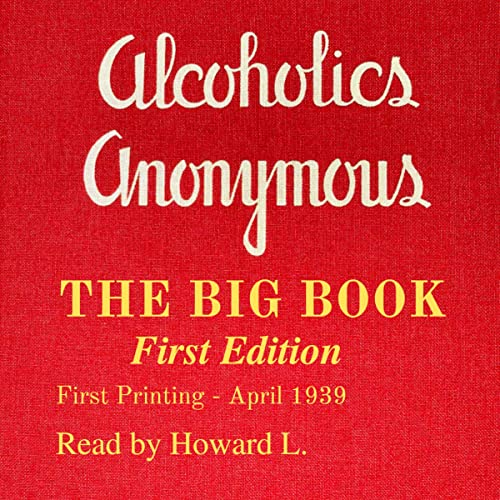 Alcoholics
Anonymous
THE BIG BOOK
First Edition
First Printing - April 1939
Read by Howard L.